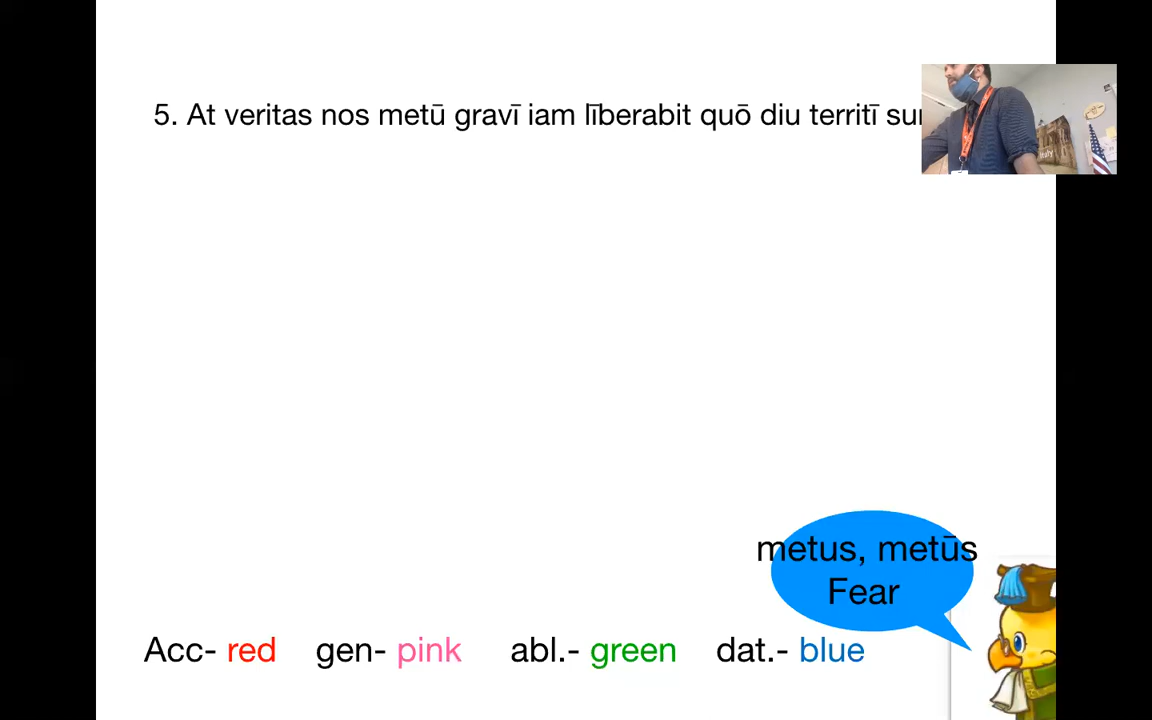 5. At veritas nos metū gravī iam līberabit quō diu territī
metus, metūs
Fear
Acc- red gen- pink abl.- green dat.- blue